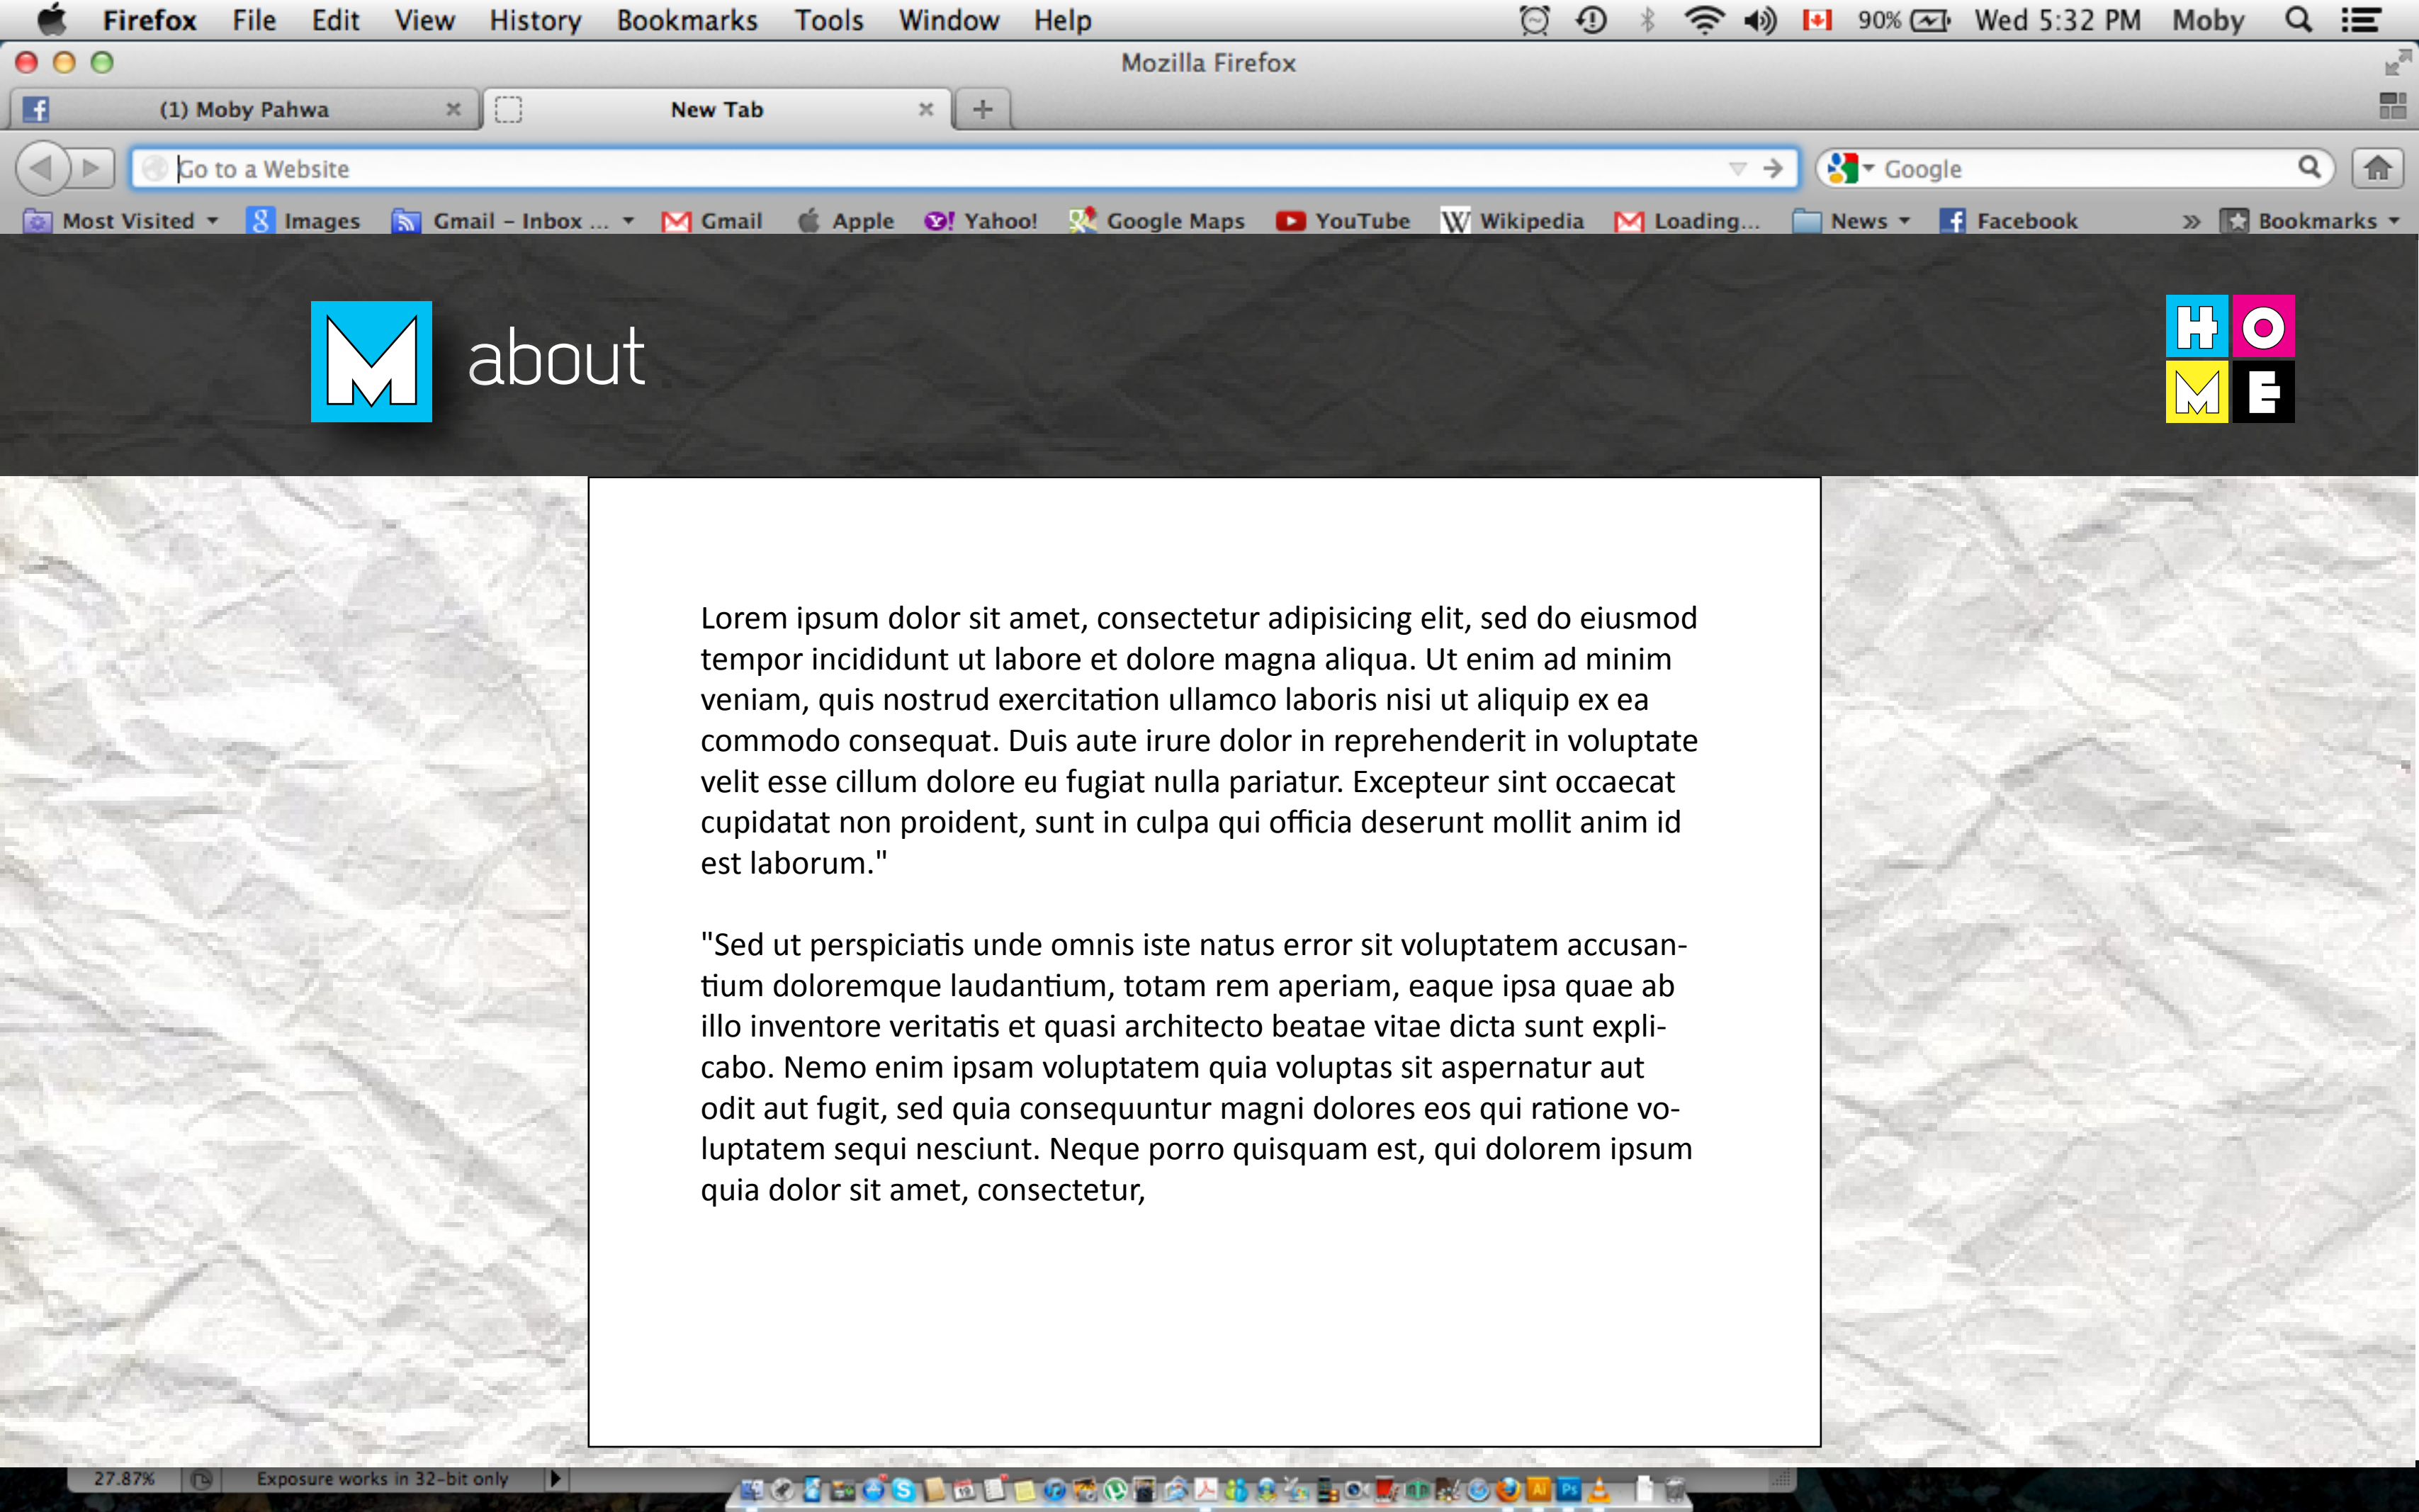 Firefox File Edit View History Bookmarks Tools Window Help 90% Wed 5:32 PM Moby
Mozilla Firefox
(1) Moby Pahwa New Tab
Go to a Website Google
Most Visited Images Gmail – Inbox ... Gmail Apple Yahoo! Google Maps YouTube Wikipedia Loading... News Facebook » Bookmarks
M about
HO
ME
Lorem ipsum dolor sit amet, consectetur adipisicing elit, sed do eiusmod
tempor incididunt ut labore et dolore magna aliqua. Ut enim ad minim
veniam, quis nostrud exercitation ullamco laboris nisi ut aliquip ex ea
commodo consequat. Duis aute irure dolor in reprehenderit in voluptate
velit esse cillum dolore eu fugiat nulla pariatur. Excepteur sint occaecat
cupidatat non proident, sunt in culpa qui officia deserunt mollit anim id
est laborum."
"Sed ut perspiciatis unde omnis iste natus error sit voluptatem accusan-
tium doloremque laudantium, totam rem aperiam, eaque ipsa quae ab
illo inventore veritatis et quasi architecto beatae vitae dicta sunt expli-
cabo. Nemo enim ipsam voluptatem quia voluptas sit aspernatur aut
odit aut fugit, sed quia consequuntur magni dolores eos qui ratione vo-
luptatem sequi nesciunt. Neque porro quisquam est, qui dolorem ipsum
quia dolor sit amet, consectetur,
27.87% Exposure works in 32-bit only